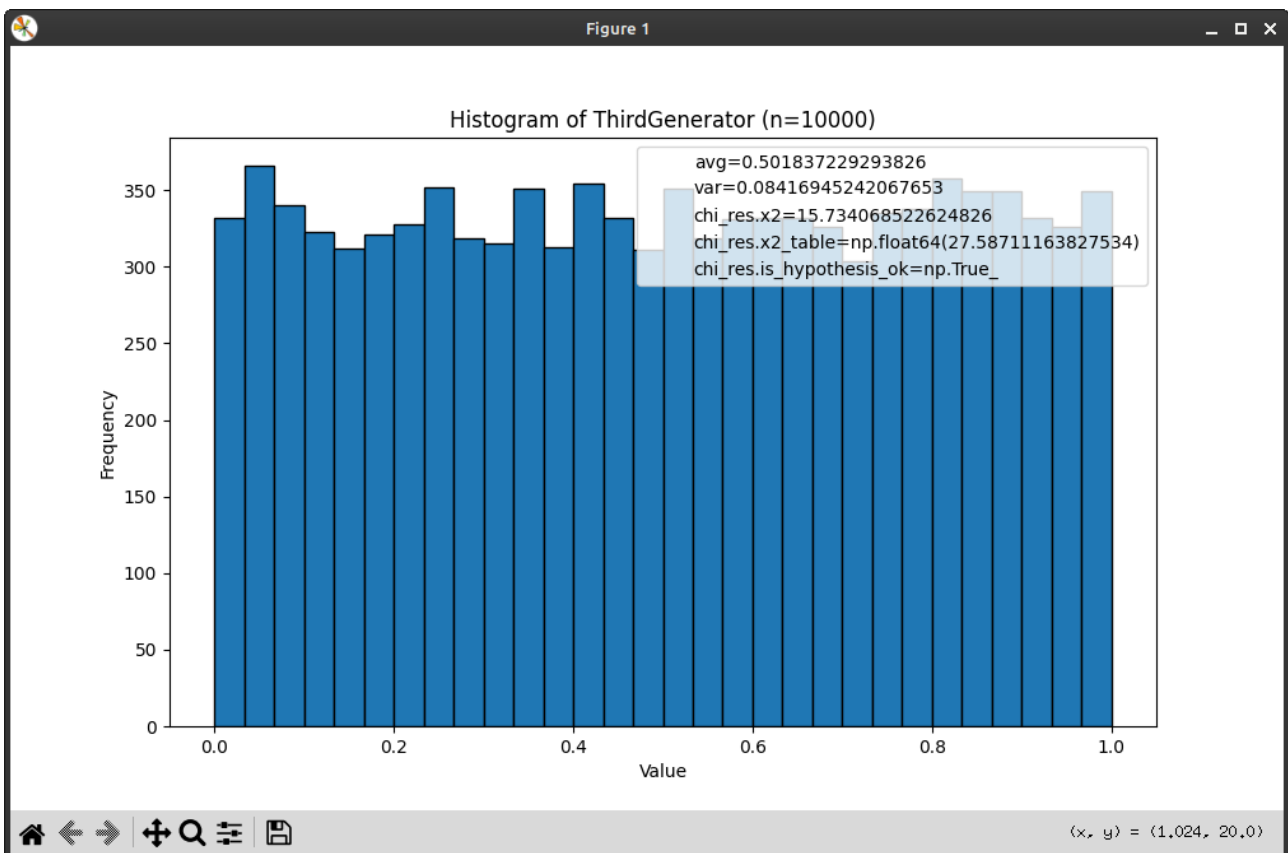 Figure 1
Histogram of ThirdGenerator (n=10000)
avg=0.501837229293826
var=0.08416945242067653
chi_res.x2=15.734068522624826
chi_res.x2_table=np.float64(27.58711163827534)
chi_res.is_hypothesis_ok=np.True_
350
300
250
200
150
100
50
0
Frequency
0.0 0.2 0.4 0.6 0.8 1.0
Value
(x, y) = (1.024, 20.0)